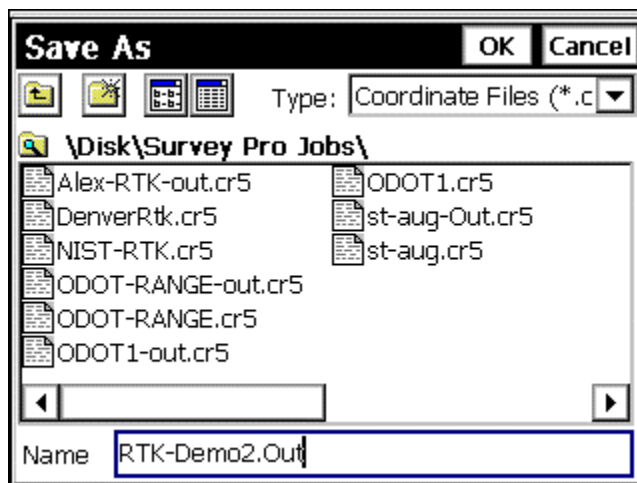 Save As OK Cancel
Type: Coordinate Files (*.c
\Disk\Survey Pro Jobs\
Alex-RTK-out.cr5 ODOT1.cr5
DenverRtk.cr5 st-aug-Out.cr5
NIST-RTK.cr5 st-aug.cr5
ODOT-RANGE-out.cr5
ODOT-RANGE.cr5
ODOT1-out.cr5
Name RTK-Demo2.Out